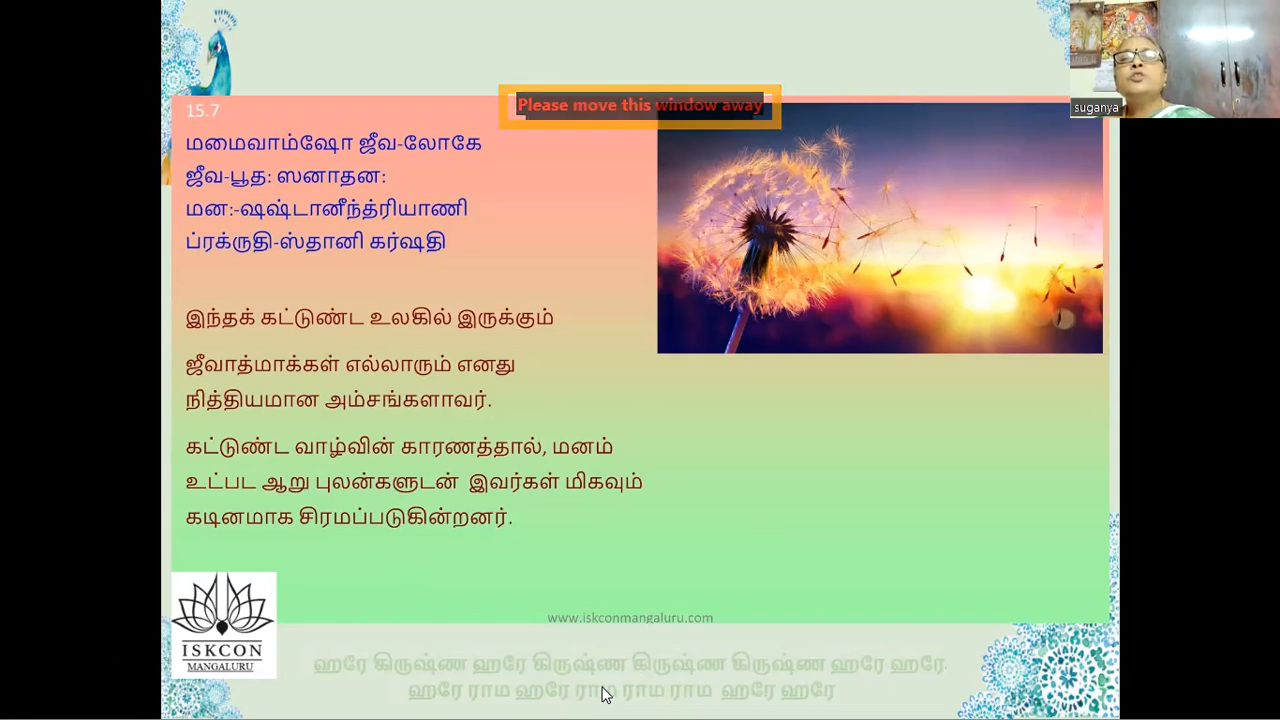 Please move this window away
suganya
15.7
மமைவாம்ஷோ ஜீவ-லோகே
ஜீவ-பூத: ஸனாதன:
மன:-ஷஷ்டானீந்த்ரியாணி
ப்ரக்ருதி-ஸ்தானி கர்ஷதி
இந்தக் கட்டுண்ட உலகில் இருக்கும்
ஜீவாத்மாக்கள் எல்லாரும் எனது
நித்தியமான அம்சங்களாவர்.
கட்டுண்ட வாழ்வின் காரணத்தால், மனம்
உட்பட ஆறு புலன்களுடன் இவர்கள் மிகவும்
கடினமாக சிரமப்படுகின்றனர்.
ISKCON
MANGALURU
www.iskconmangaluru.com
ஹரே கிருஷ்ண ஹரே கிருஷ்ண கிருஷ்ண கிருஷ்ண ஹரே ஹரே
ஹரே ராம ஹரே ராம ராம ராம ஹரே ஹரே